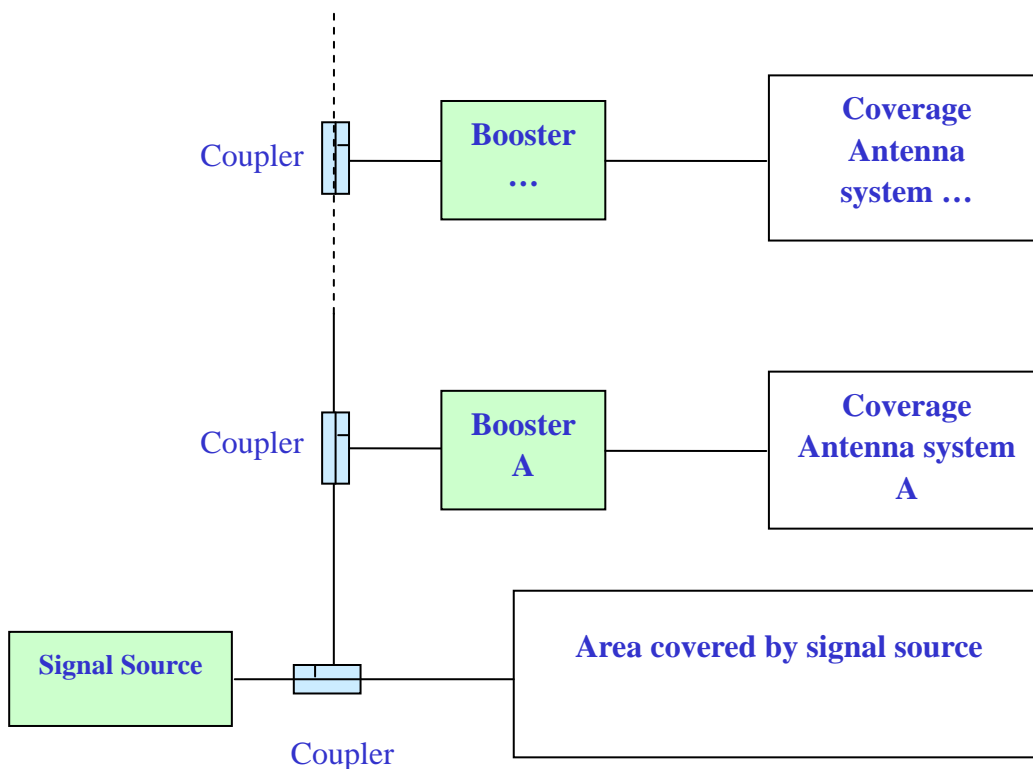 Coupler
Booster
…
Coverage
Antenna
system …
Coupler
Booster
A
Coverage
Antenna system
A
Signal Source
Area covered by signal source
Coupler